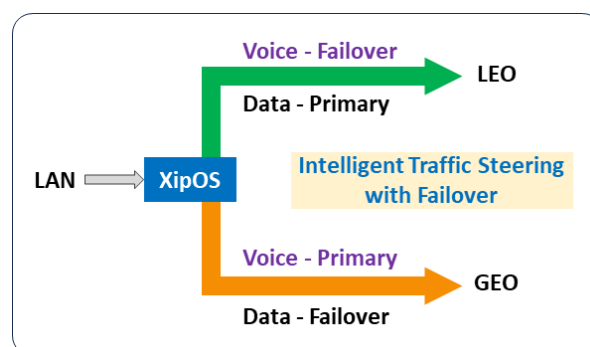 Voice - Failover
LEO
Data - Primary
LAN
XipOS
Intelligent Traffic Steering
with Failover
Voice - Primary
GEO
Data - Failover